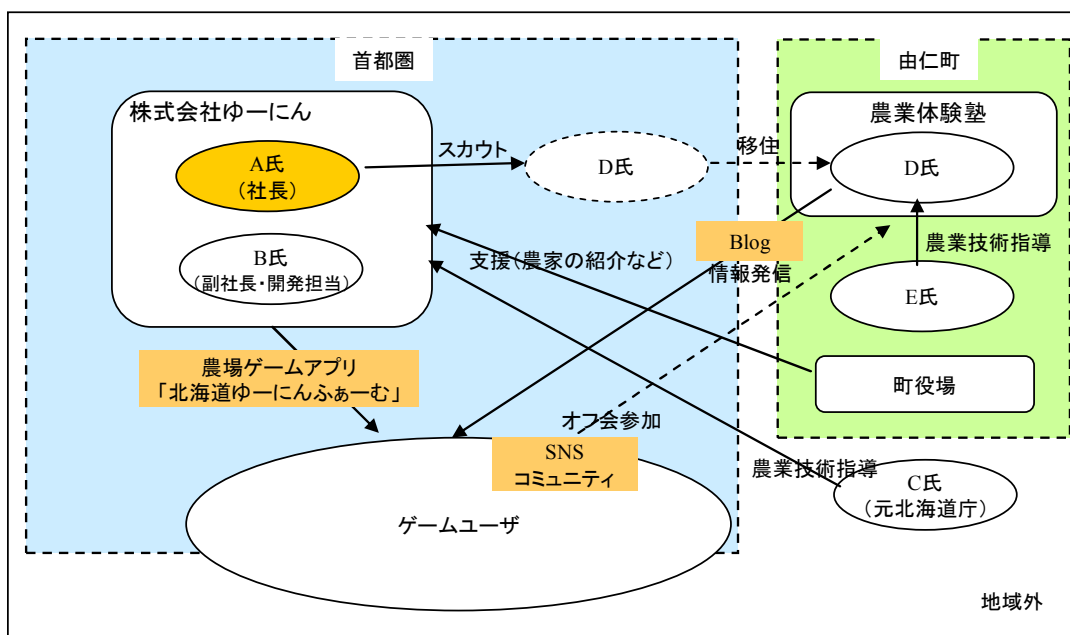 首都圏
由仁町
株式会社ゆーにん
農業体験塾
A氏
(社長)
スカウト
D氏
移住
D氏
B氏
(副社長・開発担当)
支援(農家の紹介など)
Blog
情報発信
農業技術指導
E氏
農場ゲームアプリ
「北海道ゆーにんふぁーむ」
町役場
オフ会参加
SNS
コミュニティ
農業技術指導
C氏
(元北海道庁)
ゲームユーザ
地域外